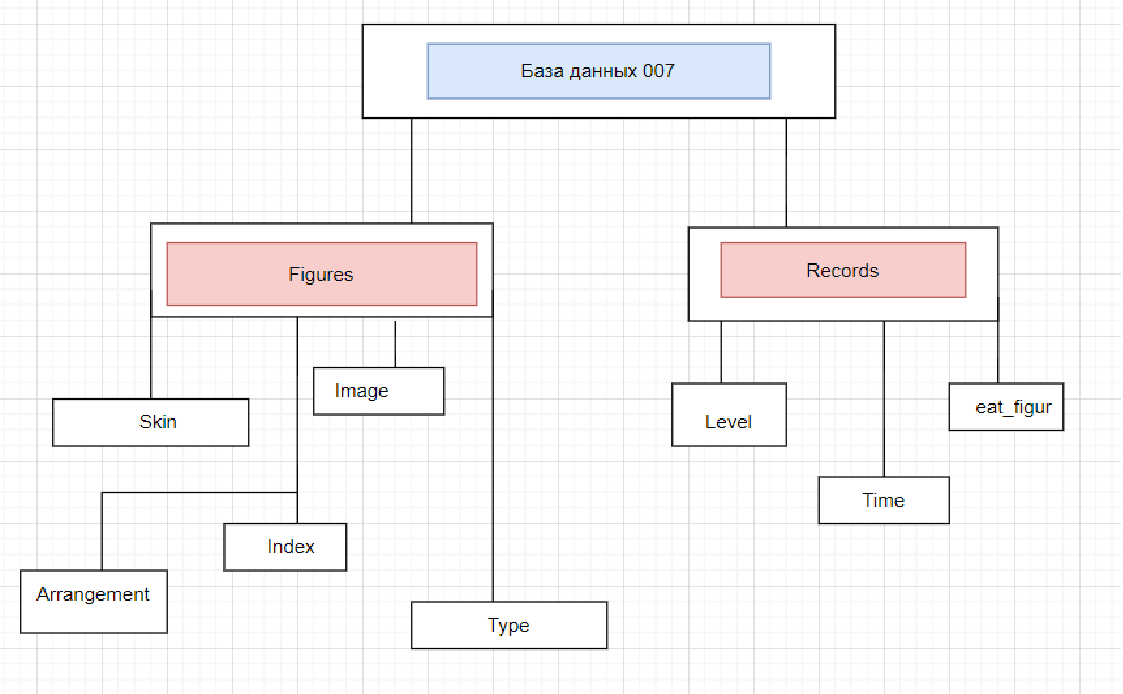 База данных 007
Figures
Records
Image
Skin
Level
eat_figur
Time
Index
Arrangement
Type